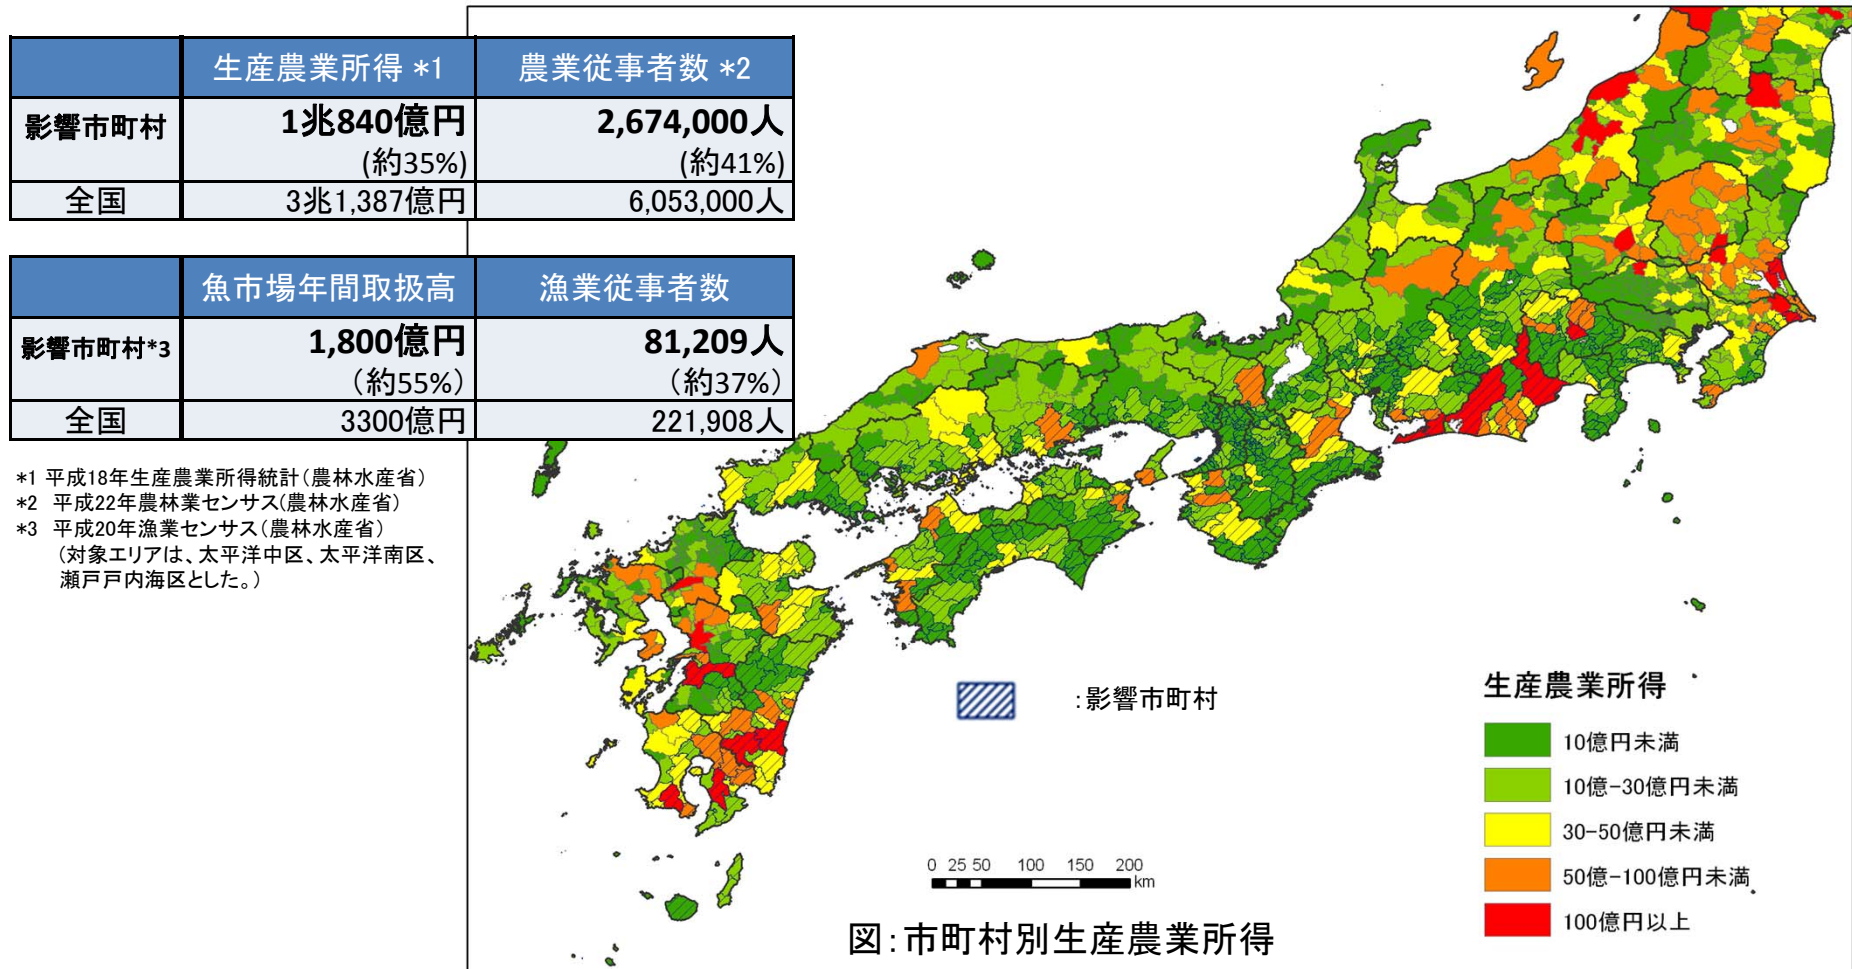 生産農業所得 *1 農業従事者数 *2
影響市町村 1兆840億円 2,674,000人
(約35%) (約41%)
全国 3兆1,387億円 6,053,000人
魚市場年間取扱高 漁業従事者数
影響市町村*3 1,800億円 81,209人
(約55%) (約37%)
全国 3300億円 221,908人
*1 平成18年生産農業所得統計(農林水産省)
*2 平成22年農林業センサス(農林水産省)
*3 平成20年漁業センサス(農林水産省)
(対象エリアは、太平洋中区、太平洋南区、
瀬戸戸内海区とした。)
:影響市町村
生産農業所得
10億円未満
10億-30億円未満
30-50億円未満
50億-100億円未満
100億円以上
0 25 50 100 150 200
km
図:市町村別生産農業所得